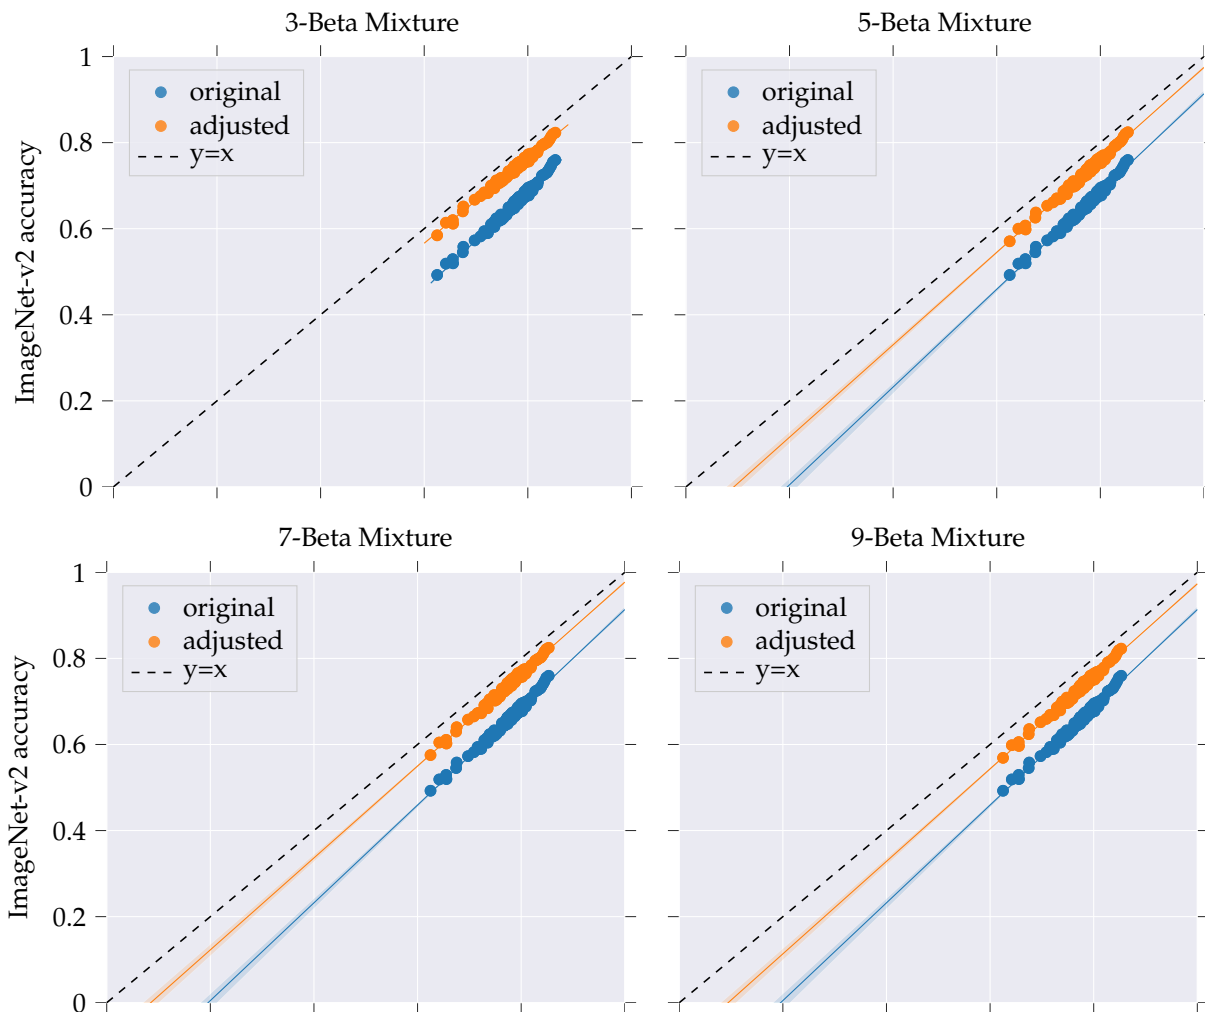 3-Beta Mixture
5-Beta Mixture
1
0.8
0.6
0.4
0.2
0
ImageNet-v2 accuracy
original
adjusted
y=x
original
adjusted
y=x
7-Beta Mixture
9-Beta Mixture
1
0.8
0.6
0.4
0.2
0
ImageNet-v2 accuracy
original
adjusted
y=x
original
adjusted
y=x